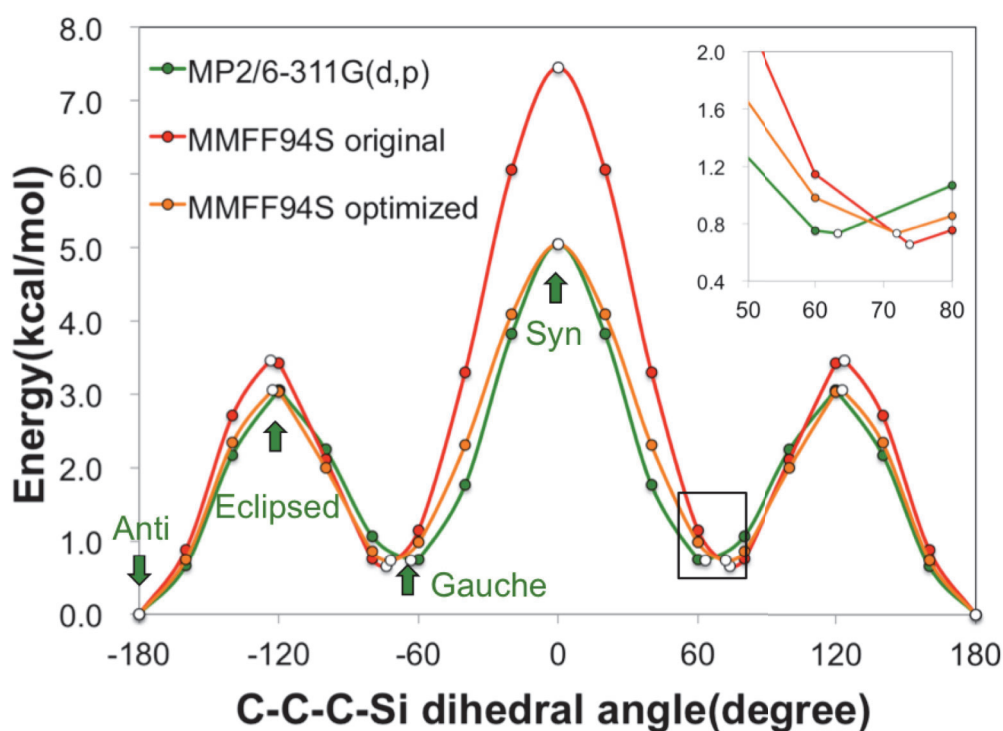 8.0
7.0
6.0
5.0
4.0
3.0
2.0
1.0
0.0
Energy(kcal/mol)
MP2/6-311G(d,p)
MMFF94S original
MMFF94S optimized
2.0
1.6
1.2
0.8
0.4
50 60 70 80
Syn
Eclipsed
Anti
Gauche
-180 -120 -60 0 60 120 180
C-C-C-Si dihedral angle(degree)